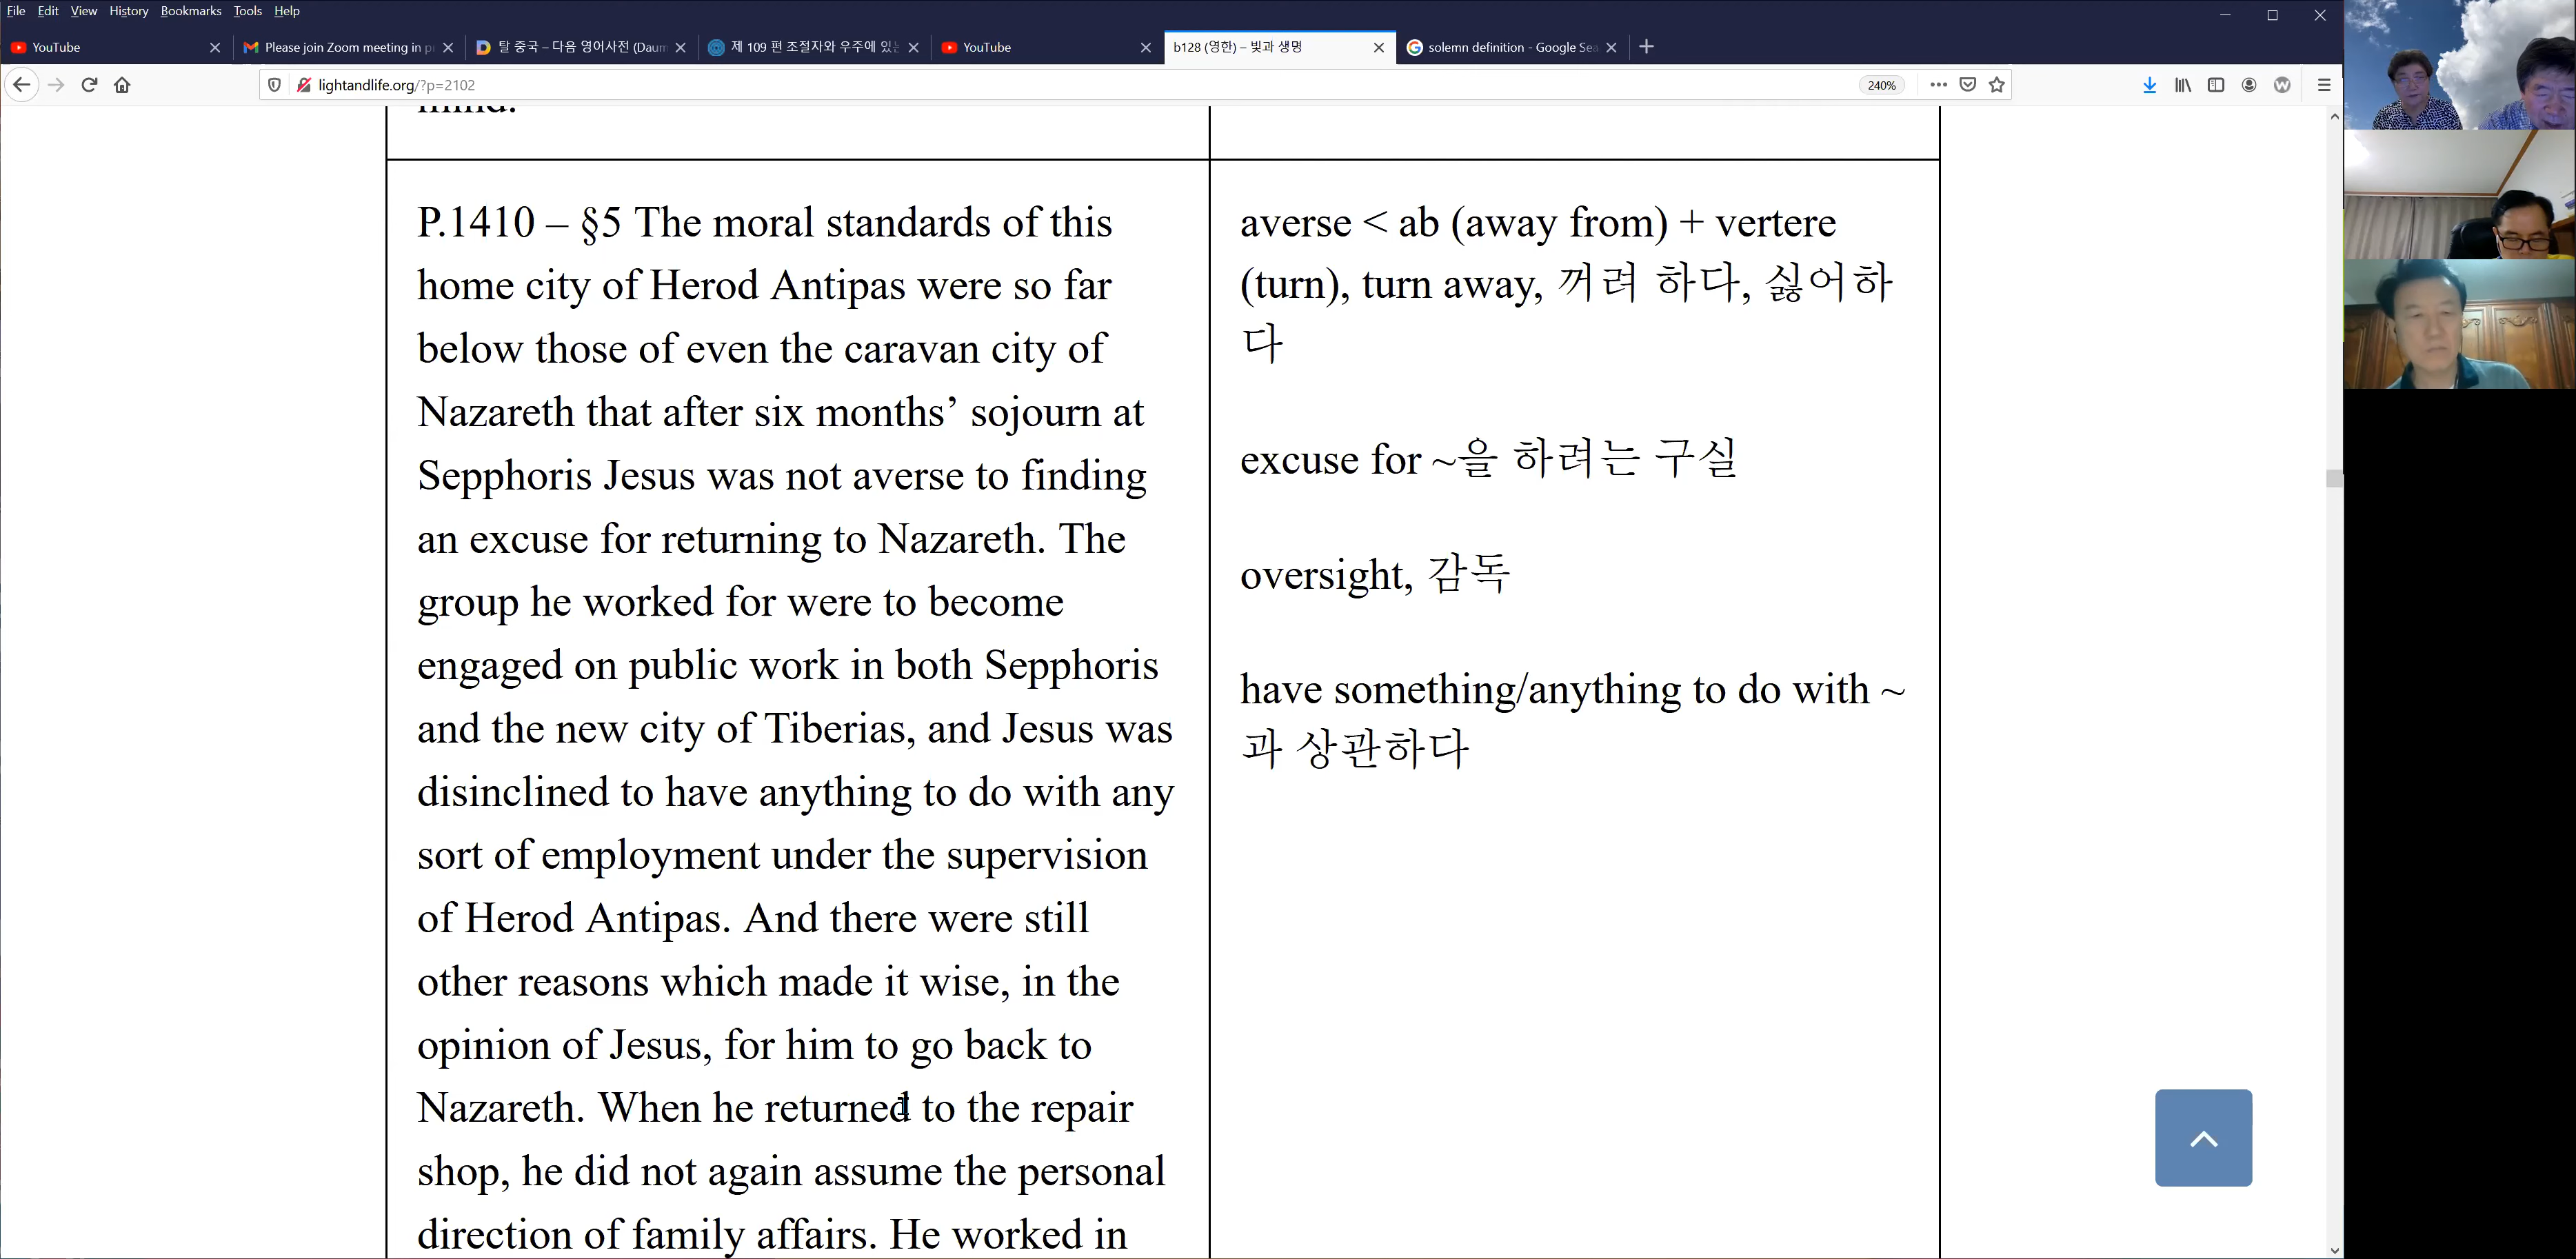 File Edit View History Bookmarks Tools Help
YouTube
Please join Zoom meeting in p
탈 중국 – 다음 영어사전 (Daum
제 109 편 조절자와 우주에 있는
YouTube
b128 (영한) – 빛과 생명
solemn definition - Google Sea
lightandlife.org/?p=2102
240%
mind.
P.1410 – §5 The moral standards of this
home city of Herod Antipas were so far
below those of even the caravan city of
Nazareth that after six months’ sojourn at
Sepphoris Jesus was not averse to finding
an excuse for returning to Nazareth. The
group he worked for were to become
engaged on public work in both Sepphoris
and the new city of Tiberias, and Jesus was
disinclined to have anything to do with any
sort of employment under the supervision
of Herod Antipas. And there were still
other reasons which made it wise, in the
opinion of Jesus, for him to go back to
Nazareth. When he returned to the repair
shop, he did not again assume the personal
direction of family affairs. He worked in
averse < ab (away from) + vertere
(turn), turn away, 꺼려 하다, 싫어하
다
excuse for ~을 하려는 구실
oversight, 감독
have something/anything to do with ~
과 상관하다